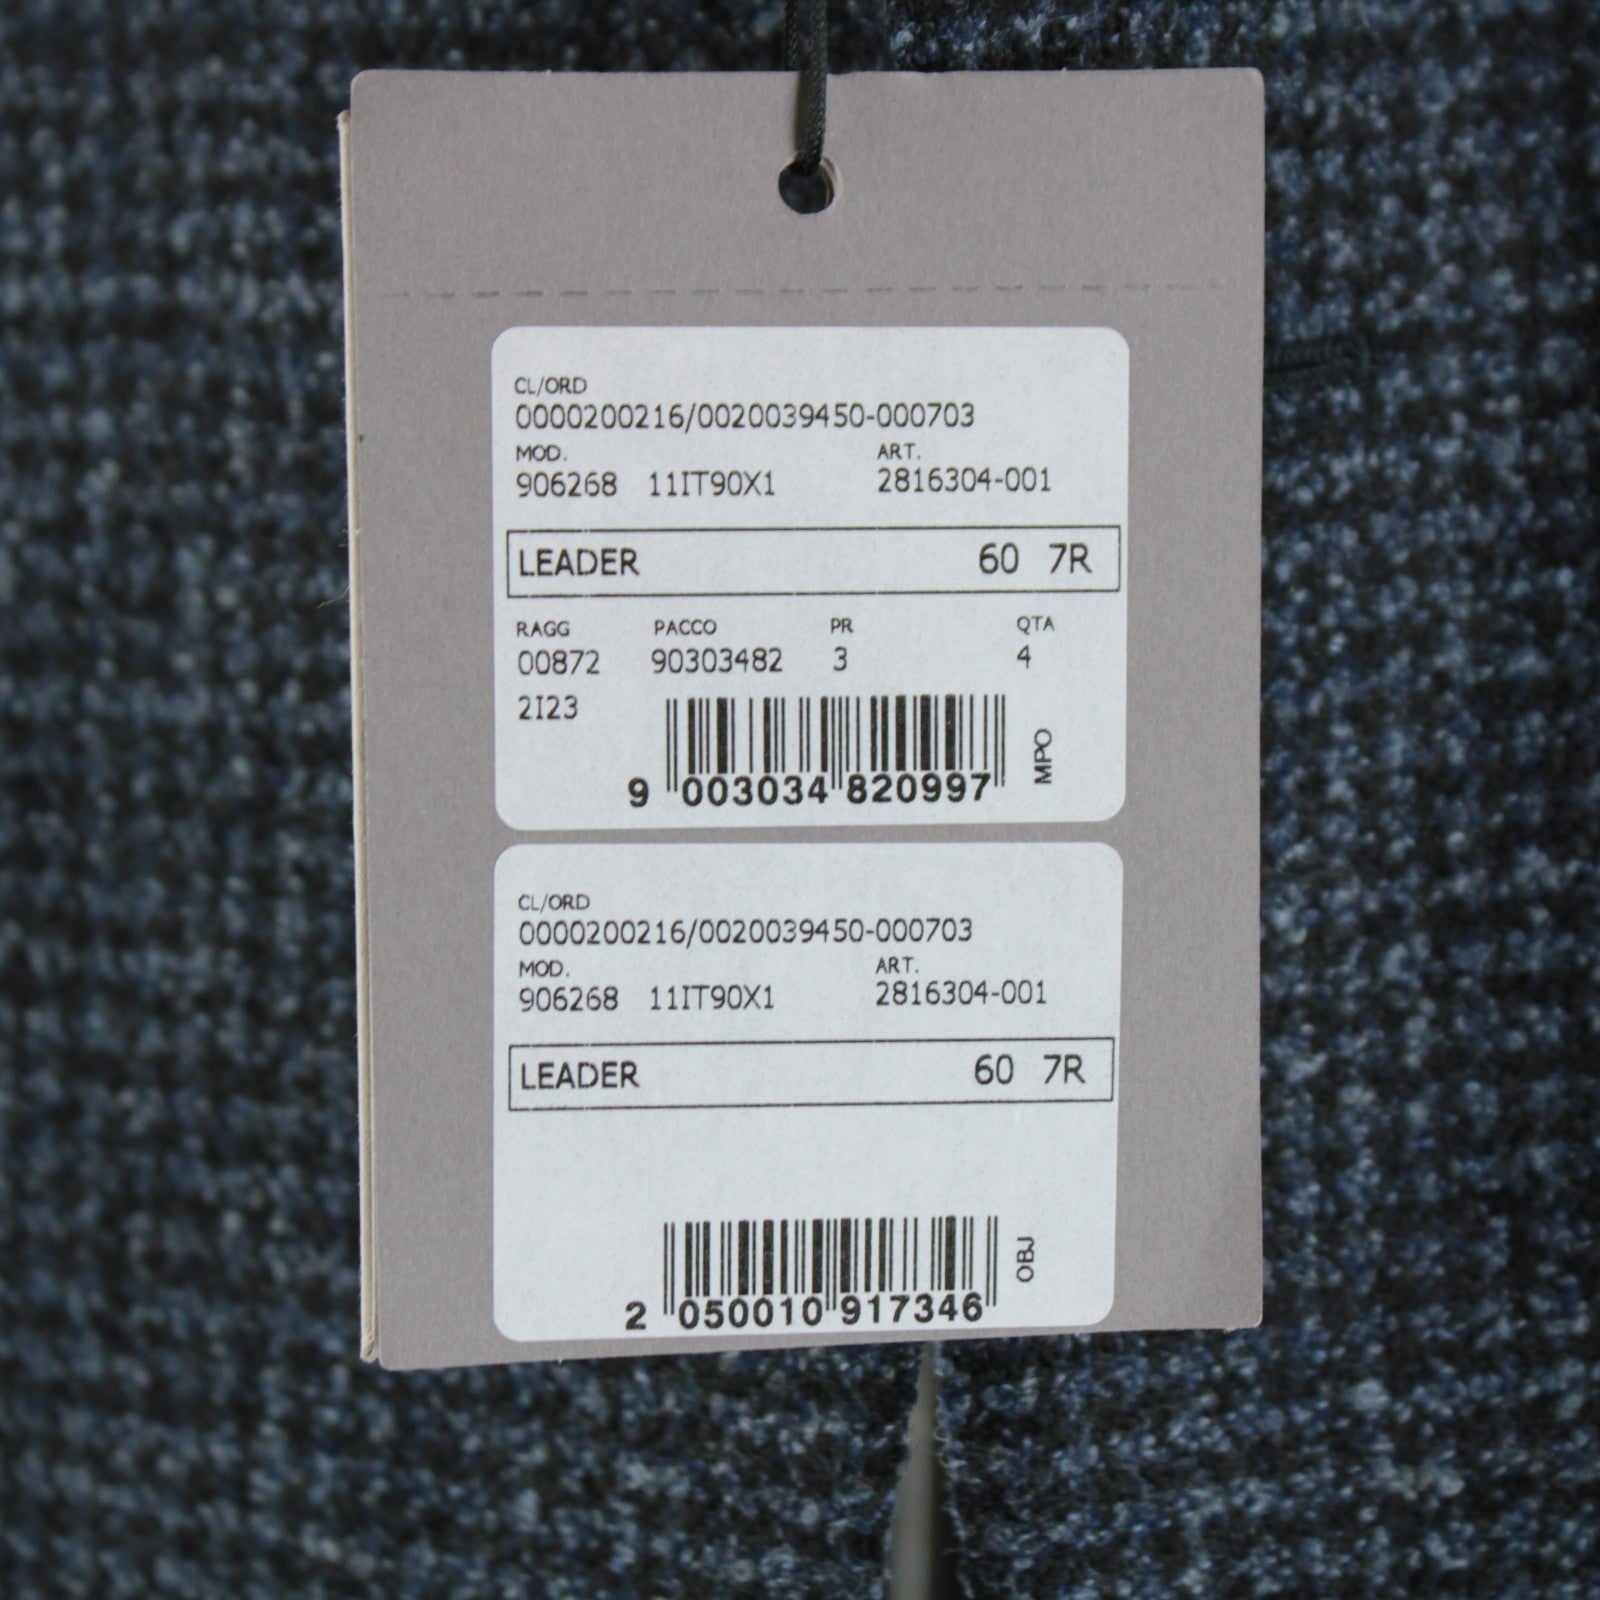 CL/ORD
0000200216/0020039450-000703
MOD. ART.
906268 11IT90X1 2816304-001
LEADER 60 7R
RAGG PACCO PR QTA
00872 90303482 3 4
2I23
MPO
9 003034 820997
CL/ORD
0000200216/0020039450-000703
MOD. ART.
906268 11IT90X1 2816304-001
LEADER 60 7R
OBJ
2 050010 917346